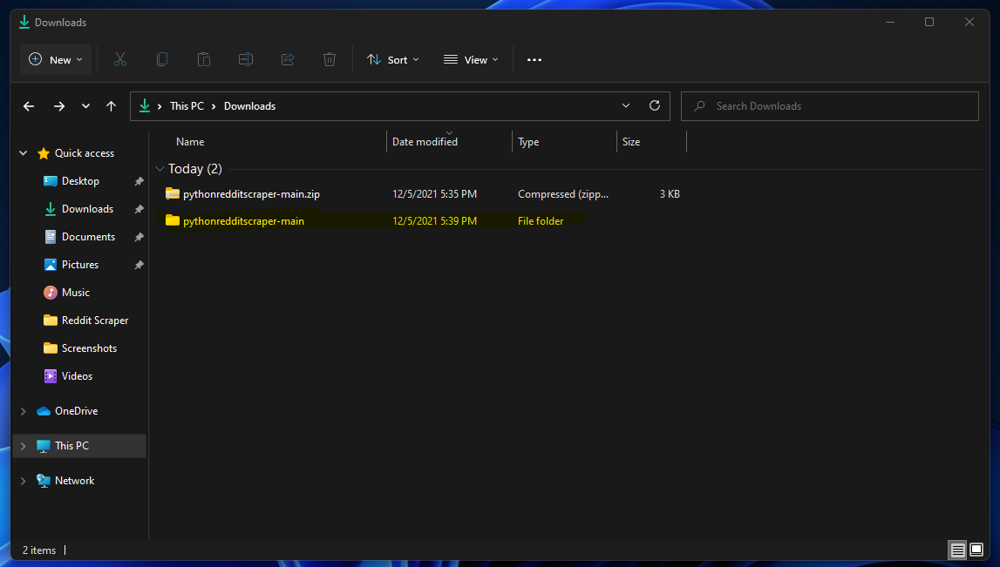 Downloads
New
Sort
View
This PC
Downloads
Search Downloads
Name
Date modified
Type
Size
Quick access
Desktop
Downloads
Documents
Pictures
Music
Reddit Scraper
Screenshots
Videos
OneDrive
This PC
Network
Today (2)
pythonredditscraper-main.zip 12/5/2021 5:35 PM Compressed (zipp... 3 KB
pythonredditscraper-main 12/5/2021 5:39 PM File folder
2 items